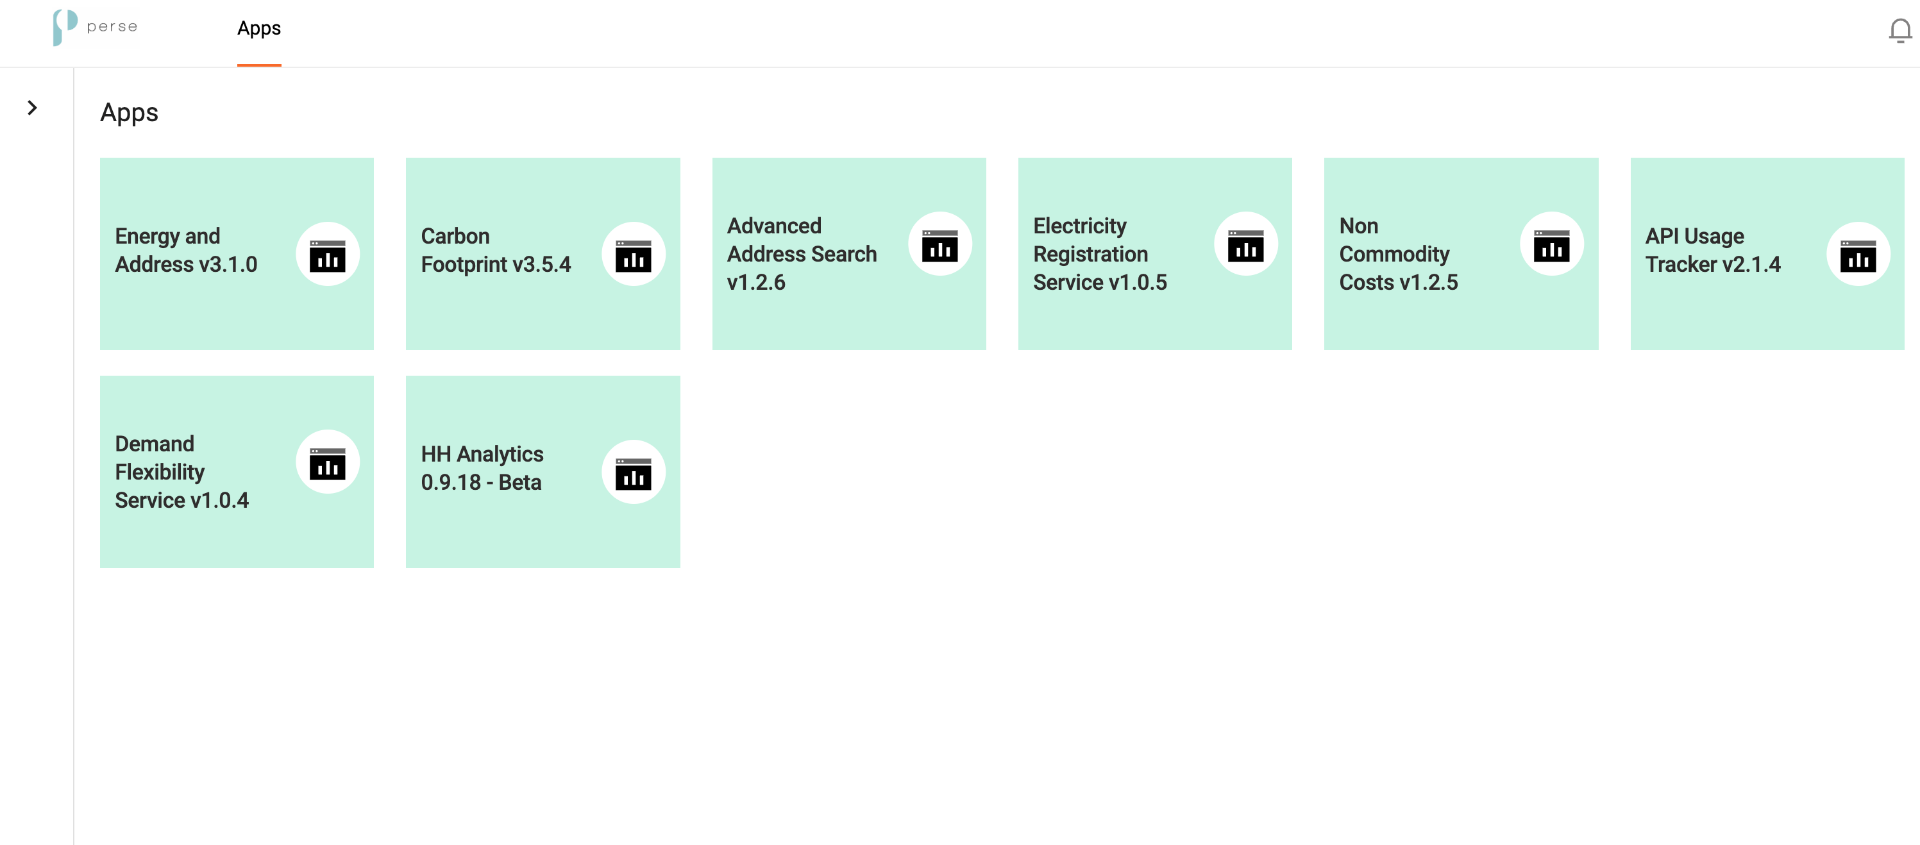 perse
Apps
Apps
Energy and
Address v3.1.0
Carbon
Footprint v3.5.4
Advanced
Address Search
v1.2.6
Electricity
Registration
Service v1.0.5
Non
Commodity
Costs v1.2.5
API Usage
Tracker v2.1.4
Demand
Flexibility
Service v1.0.4
HH Analytics
0.9.18 - Beta